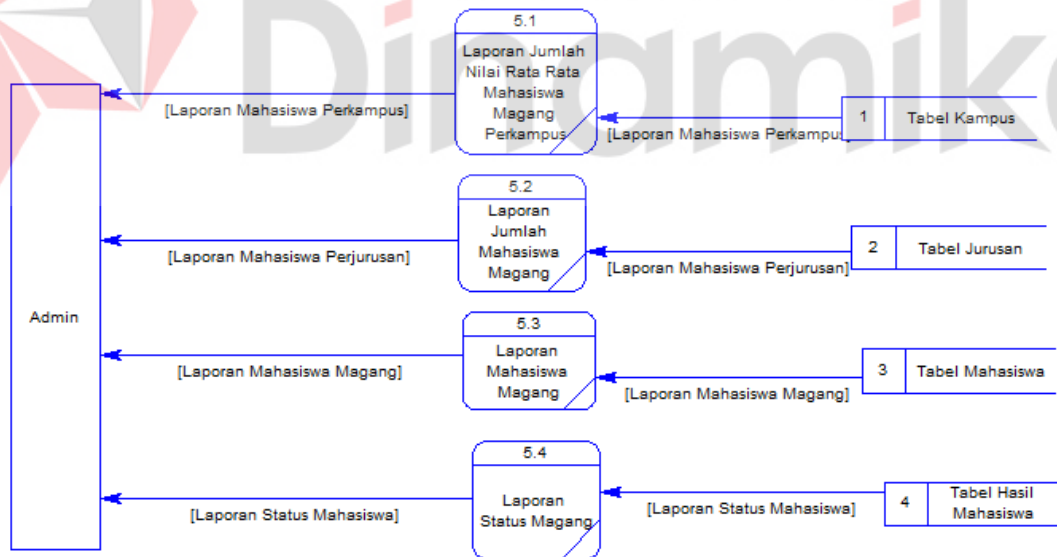 Dinamika
5.1
Laporan Jumlah
Nilai Rata Rata
Mahasiswa
Magang
Perkampus
[Laporan Mahasiswa Perkampus]
[Laporan Mahasiswa Perkampus]
1
Tabel Kampus
5.2
Laporan
Jumlah
Mahasiswa
Magang
[Laporan Mahasiswa Perjurusan]
[Laporan Mahasiswa Perjurusan]
2
Tabel Jurusan
Admin
5.3
Laporan
Mahasiswa
Magang
[Laporan Mahasiswa Magang]
[Laporan Mahasiswa Magang]
3
Tabel Mahasiswa
5.4
Laporan
Status Magang
[Laporan Status Mahasiswa]
[Laporan Status Mahasiswa]
4
Tabel Hasil
Mahasiswa